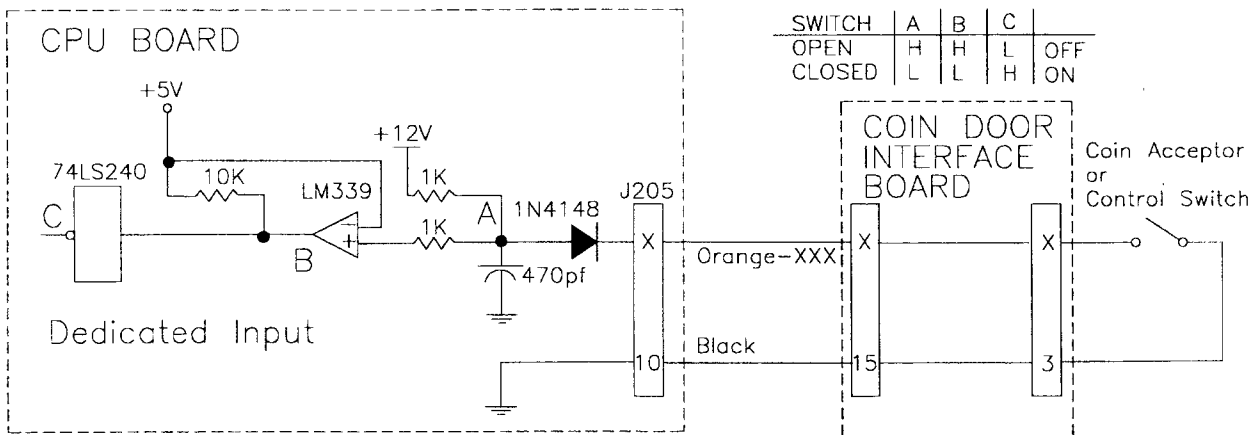 CPU BOARD
+5V
+12V
74LS240
10K
LM339
1K
A
1N4148
J205
C
B
1K
470pf
X
Orange-XXX
Dedicated Input
Black
10
SWITCH A B C
OPEN H H L OFF
CLOSED L L H ON
COIN DOOR
INTERFACE
BOARD
X
X
15
3
Coin Acceptor
or
Control Switch